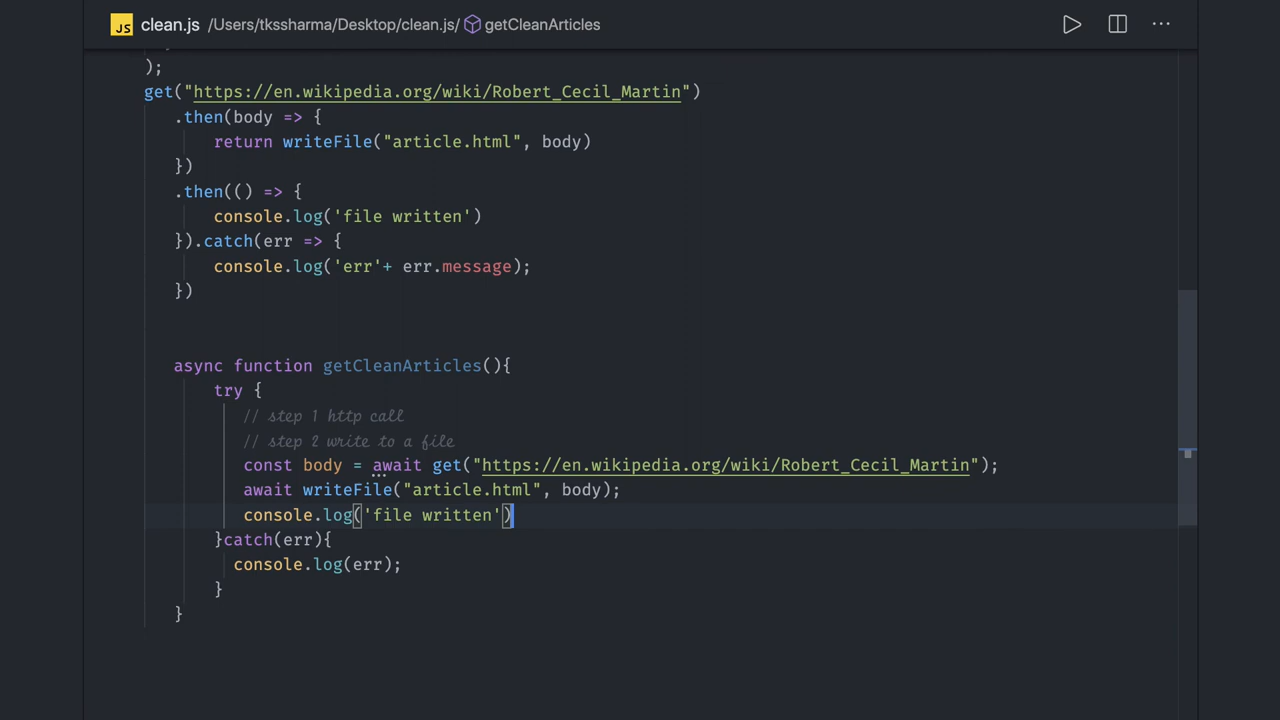 JS clean.js /Users/tkssharma/Desktop/clean.js/ getCleanArticles ...
);
get("https://en.wikipedia.org/wiki/Robert_Cecil_Martin")
.then(body => {
return writeFile("article.html", body)
})
.then(() => {
console.log('file written')
}).catch(err => {
console.log('err'+ err.message);
})
async function getCleanArticles(){
try {
// step 1 http call
// step 2 write to a file
const body = await get("https://en.wikipedia.org/wiki/Robert_Cecil_Martin");
await writeFile("article.html", body);
console.log('file written')
}catch(err){
console.log(err);
}
}